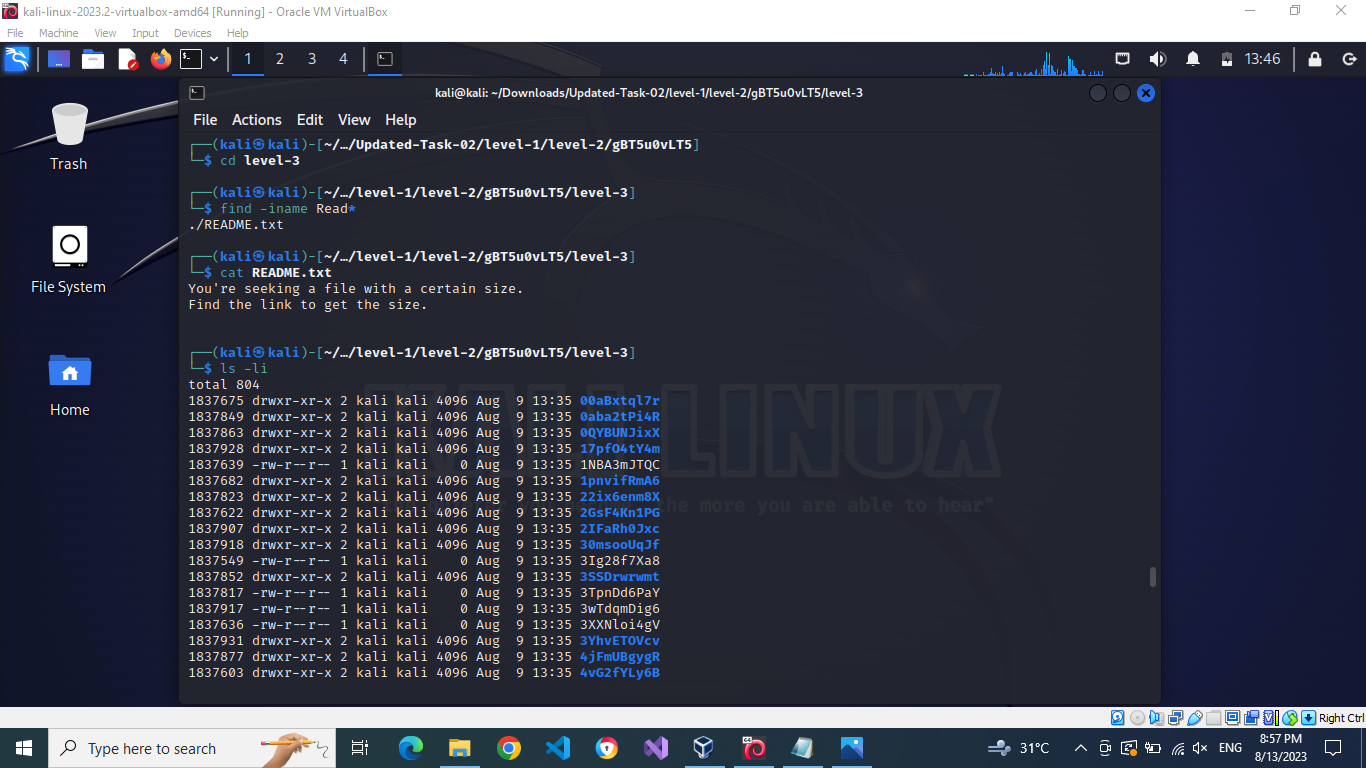 kali-linux-2023.2-virtualbox-amd64 [Running] - Oracle VM VirtualBox
File Machine View Input Devices Help
1 2 3 4
13:46
kali@kali: ~/Downloads/Updated-Task-02/level-1/level-2/gBT5u0vLT5/level-3
File Actions Edit View Help
Trash
File System
Home
┌──(kali㉿kali)-[~/…/Updated-Task-02/level-1/level-2/gBT5u0vLT5]
└─$ cd level-3
┌──(kali㉿kali)-[~/…/level-1/level-2/gBT5u0vLT5/level-3]
└─$ find -iname Read*
./README.txt
┌──(kali㉿kali)-[~/…/level-1/level-2/gBT5u0vLT5/level-3]
└─$ cat README.txt
You're seeking a file with a certain size.
Find the link to get the size.
┌──(kali㉿kali)-[~/…/level-1/level-2/gBT5u0vLT5/level-3]
└─$ ls -li
total 804
1837675 drwxr-xr-x 2 kali kali 4096 Aug  9 13:35 00aBxtql7r
1837849 drwxr-xr-x 2 kali kali 4096 Aug  9 13:35 0aba2tPi4R
1837863 drwxr-xr-x 2 kali kali 4096 Aug  9 13:35 0QYBUNJixX
1837928 drwxr-xr-x 2 kali kali 4096 Aug  9 13:35 17pfO4tY4m
1837639 -rw-r--r-- 1 kali kali    0 Aug  9 13:35 1NBA3mJTQC
1837682 drwxr-xr-x 2 kali kali 4096 Aug  9 13:35 1pnvifRmA6
1837823 drwxr-xr-x 2 kali kali 4096 Aug  9 13:35 22ix6enm8X
1837622 drwxr-xr-x 2 kali kali 4096 Aug  9 13:35 2GsF4Kn1PG
1837907 drwxr-xr-x 2 kali kali 4096 Aug  9 13:35 2IFaRh0Jxc
1837918 drwxr-xr-x 2 kali kali 4096 Aug  9 13:35 30msooUqJf
1837549 -rw-r--r-- 1 kali kali    0 Aug  9 13:35 3Ig28f7Xa8
1837852 drwxr-xr-x 2 kali kali 4096 Aug  9 13:35 3SSDrwrwmt
1837817 -rw-r--r-- 1 kali kali    0 Aug  9 13:35 3TpnDd6PaY
1837917 -rw-r--r-- 1 kali kali    0 Aug  9 13:35 3wTdqmDig6
1837636 -rw-r--r-- 1 kali kali    0 Aug  9 13:35 3XXNloi4gV
1837931 drwxr-xr-x 2 kali kali 4096 Aug  9 13:35 3YhvETOVcv
1837877 drwxr-xr-x 2 kali kali 4096 Aug  9 13:35 4jFmUBgygR
1837603 drwxr-xr-x 2 kali kali 4096 Aug  9 13:35 4vG2fYLy6B
KALI LINUX
the more you are able to hear"
Right Ctrl
Type here to search
31°C
ENG
8:57 PM
8/13/2023